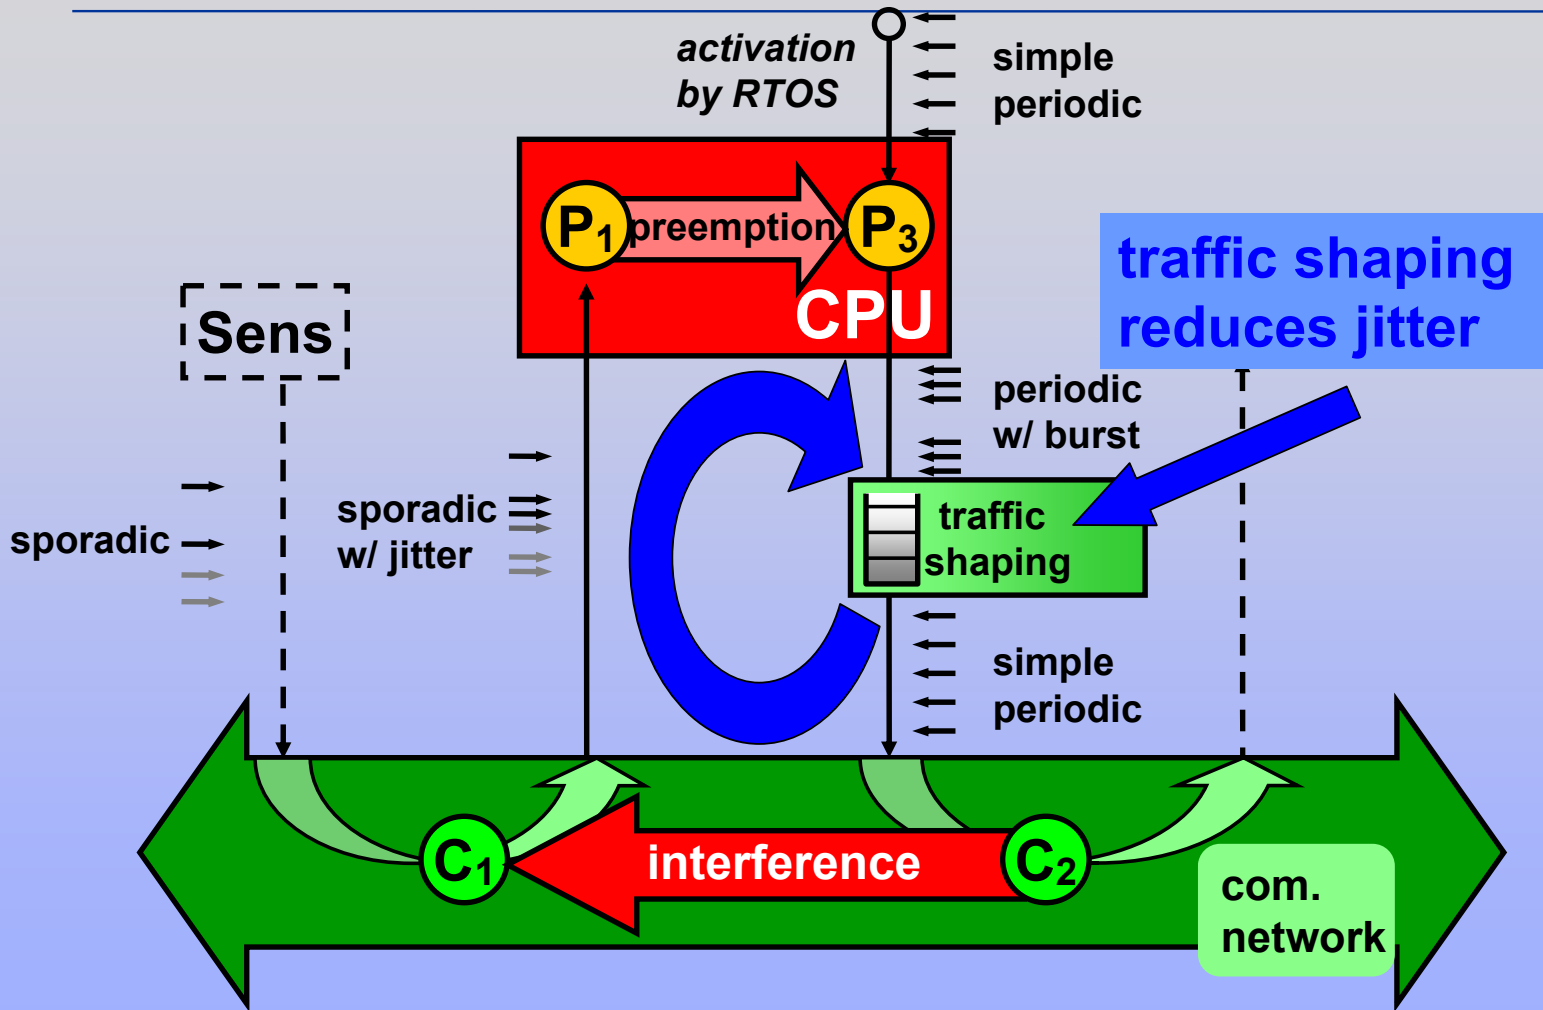 activation
by RTOS
simple
periodic
P1
preemption
P3
CPU
traffic shaping
reduces jitter
Sens
periodic
w/ burst
sporadic
sporadic
w/ jitter
traffic
shaping
simple
periodic
C1
interference
C2
com.
network